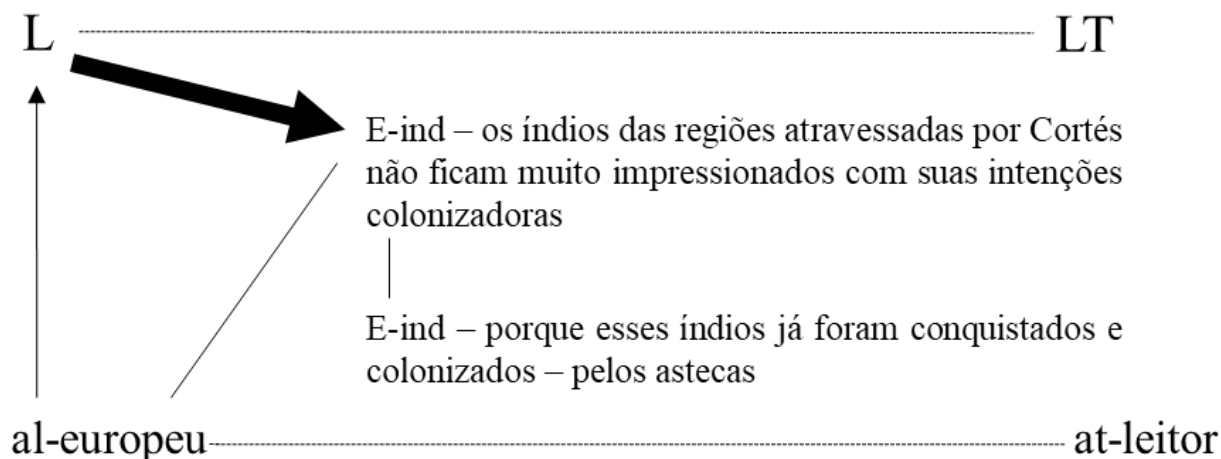 L LT
E-ind – os índios das regiões atravessadas por Cortés
não ficam muito impressionados com suas intenções
colonizadoras
E-ind – porque esses índios já foram conquistados e
colonizados – pelos astecas
al-europeu at-leitor